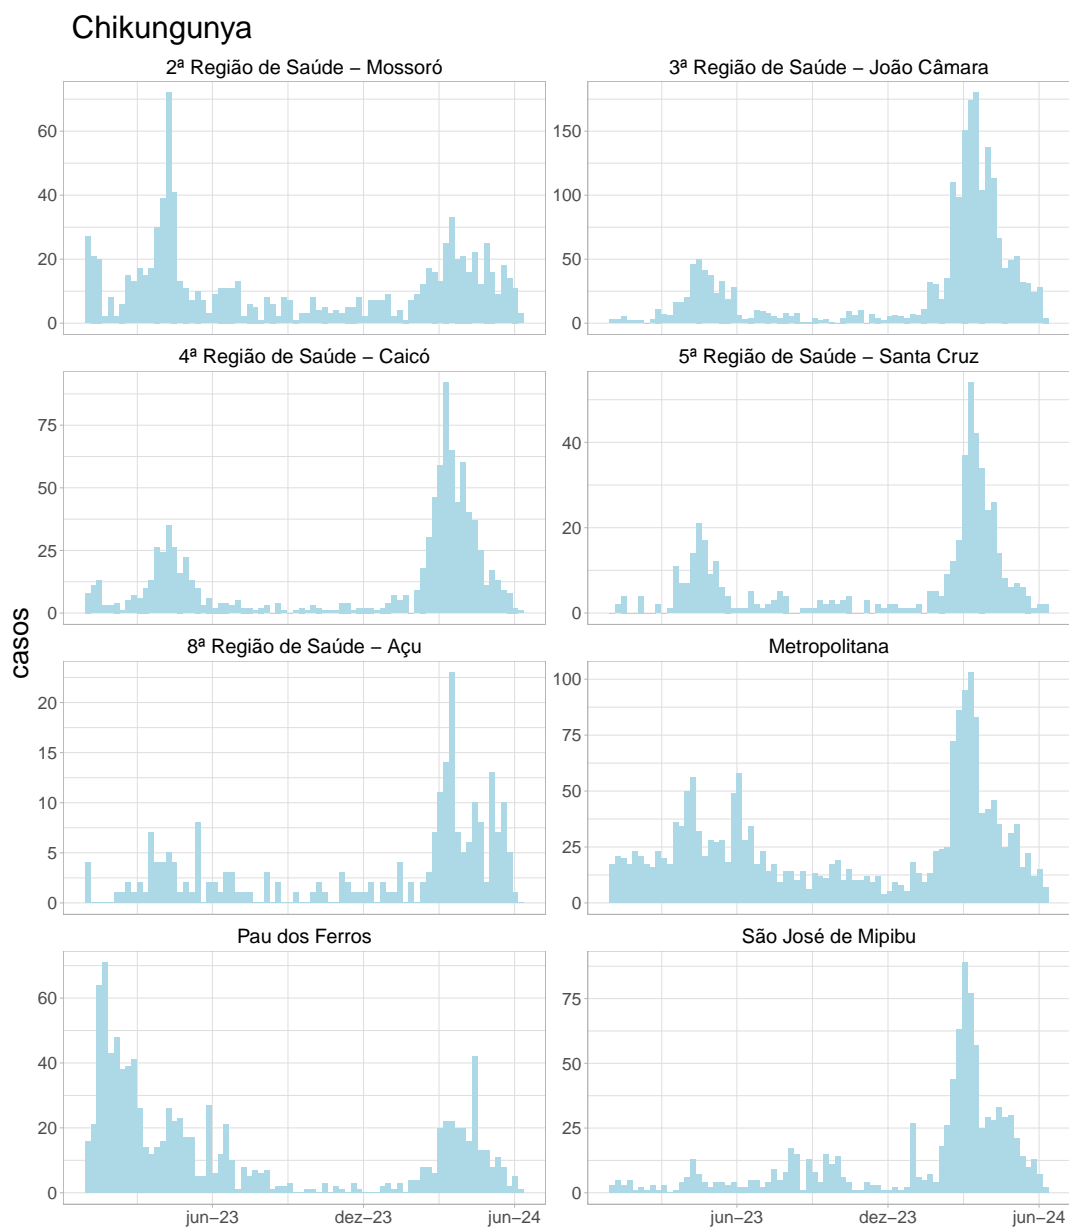 Chikungunya
2ª Região de Saúde – Mossoró
3ª Região de Saúde – João Câmara
60
40
20
0
150
100
50
0
4ª Região de Saúde – Caicó
5ª Região de Saúde – Santa Cruz
75
50
25
0
40
20
0
casos
8ª Região de Saúde – Açu
Metropolitana
20
15
10
5
0
100
75
50
25
0
Pau dos Ferros
São José de Mipibu
60
40
20
0
75
50
25
0
jun–23 dez–23 jun–24
jun–23 dez–23 jun–24